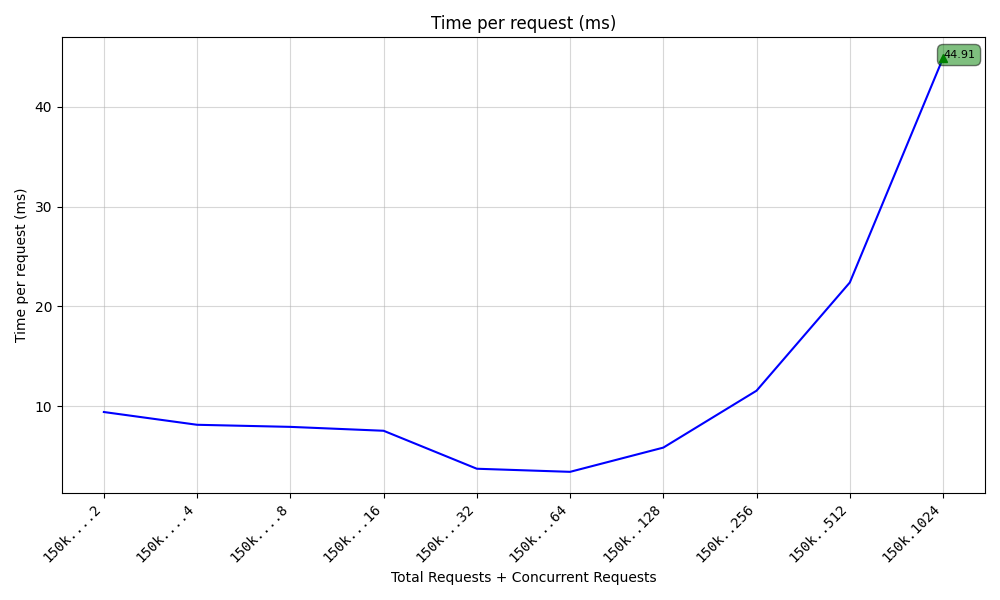 Time per request (ms)
44.91
Time per request (ms)
40
30
20
10
150k....2
150k....4
150k....8
150k...16
150k...32
150k...64
150k..128
150k..256
150k..512
150k.1024
Total Requests + Concurrent Requests